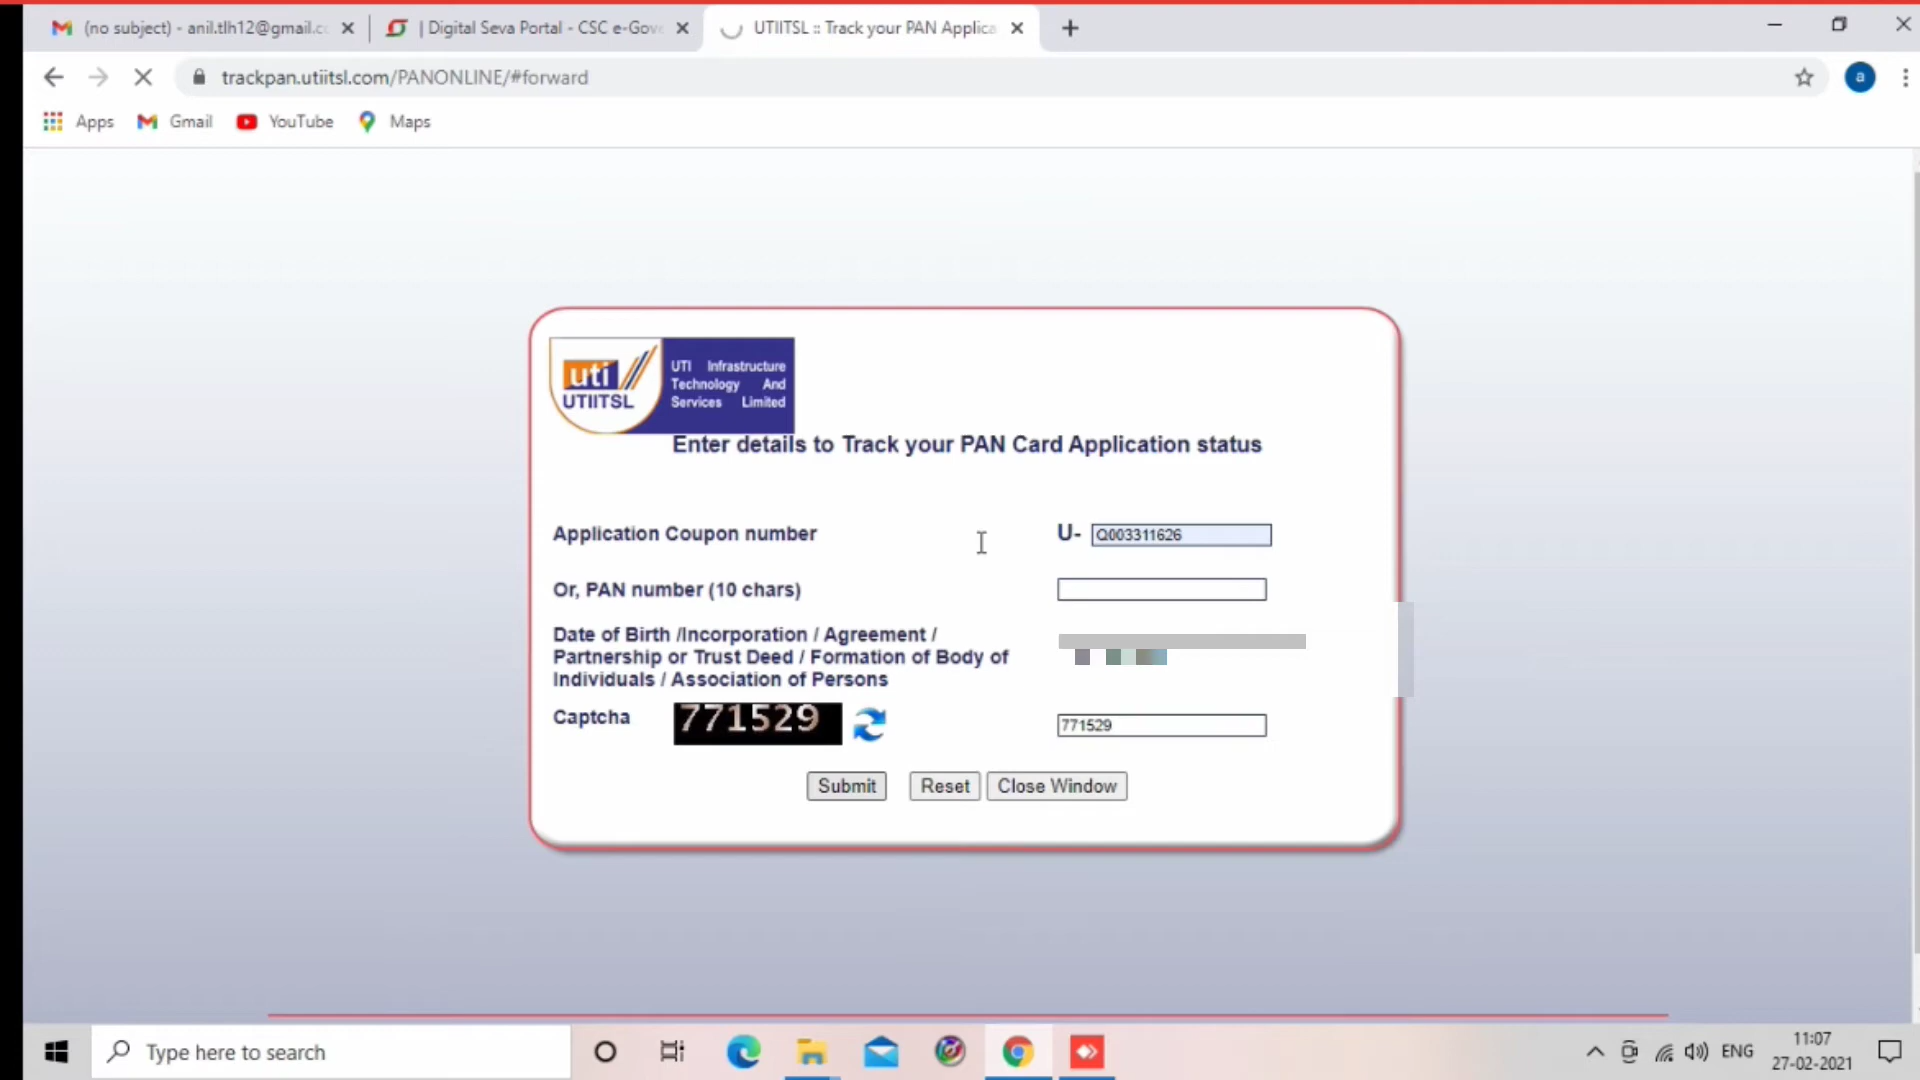 (no subject) - anil.tlh12@gmail.c
| Digital Seva Portal - CSC e-Gov
UTIITSL :: Track your PAN Applica
trackpan.utiitsl.com/PANONLINE/#forward
a
Apps
Gmail
YouTube
Maps
uti
UTIITSL
UTI Infrastructure
Technology And
Services Limited
Enter details to Track your PAN Card Application status
Application Coupon number
U- Q003311626
Or, PAN number (10 chars)
Date of Birth /Incorporation / Agreement /
Partnership or Trust Deed / Formation of Body of
Individuals / Association of Persons
Captcha
771529
771529
Submit
Reset
Close Window
Type here to search
ENG
11:07
27-02-2021